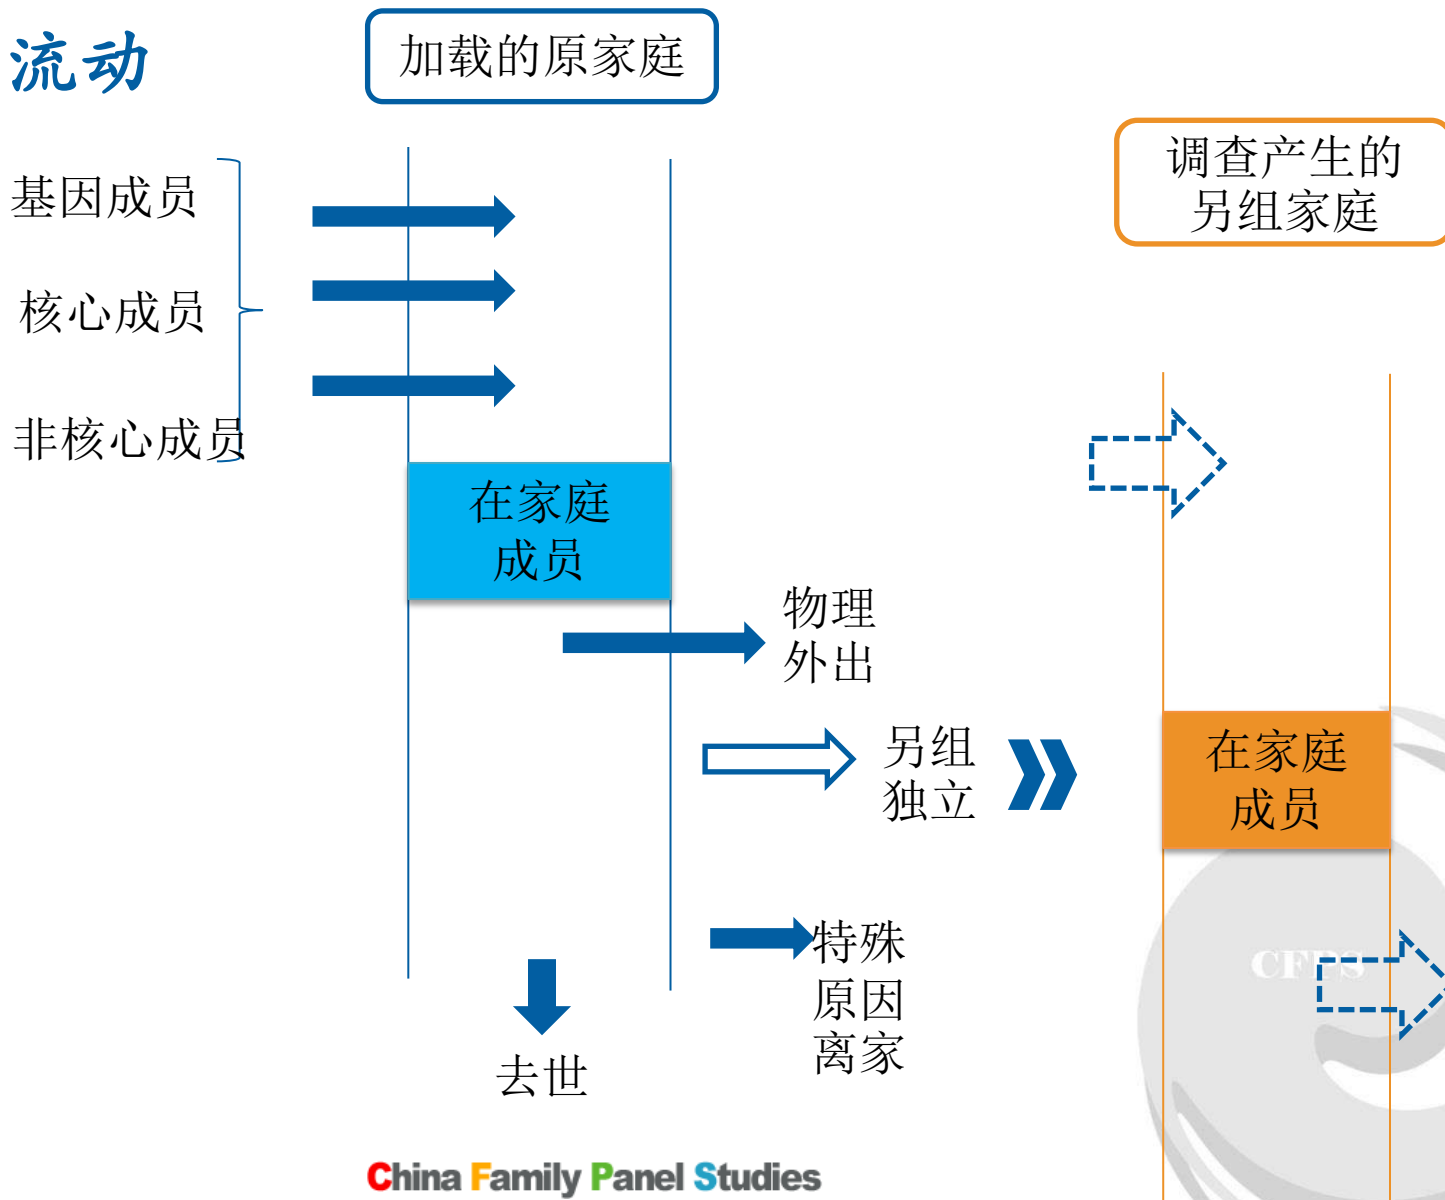 流动
加载的原家庭
调查产生的
另组家庭
基因成员
核心成员
非核心成员
在家庭
成员
物理
外出
另组
独立
在家庭
成员
特殊
原因
离家
去世
CFPS
China Family Panel Studies